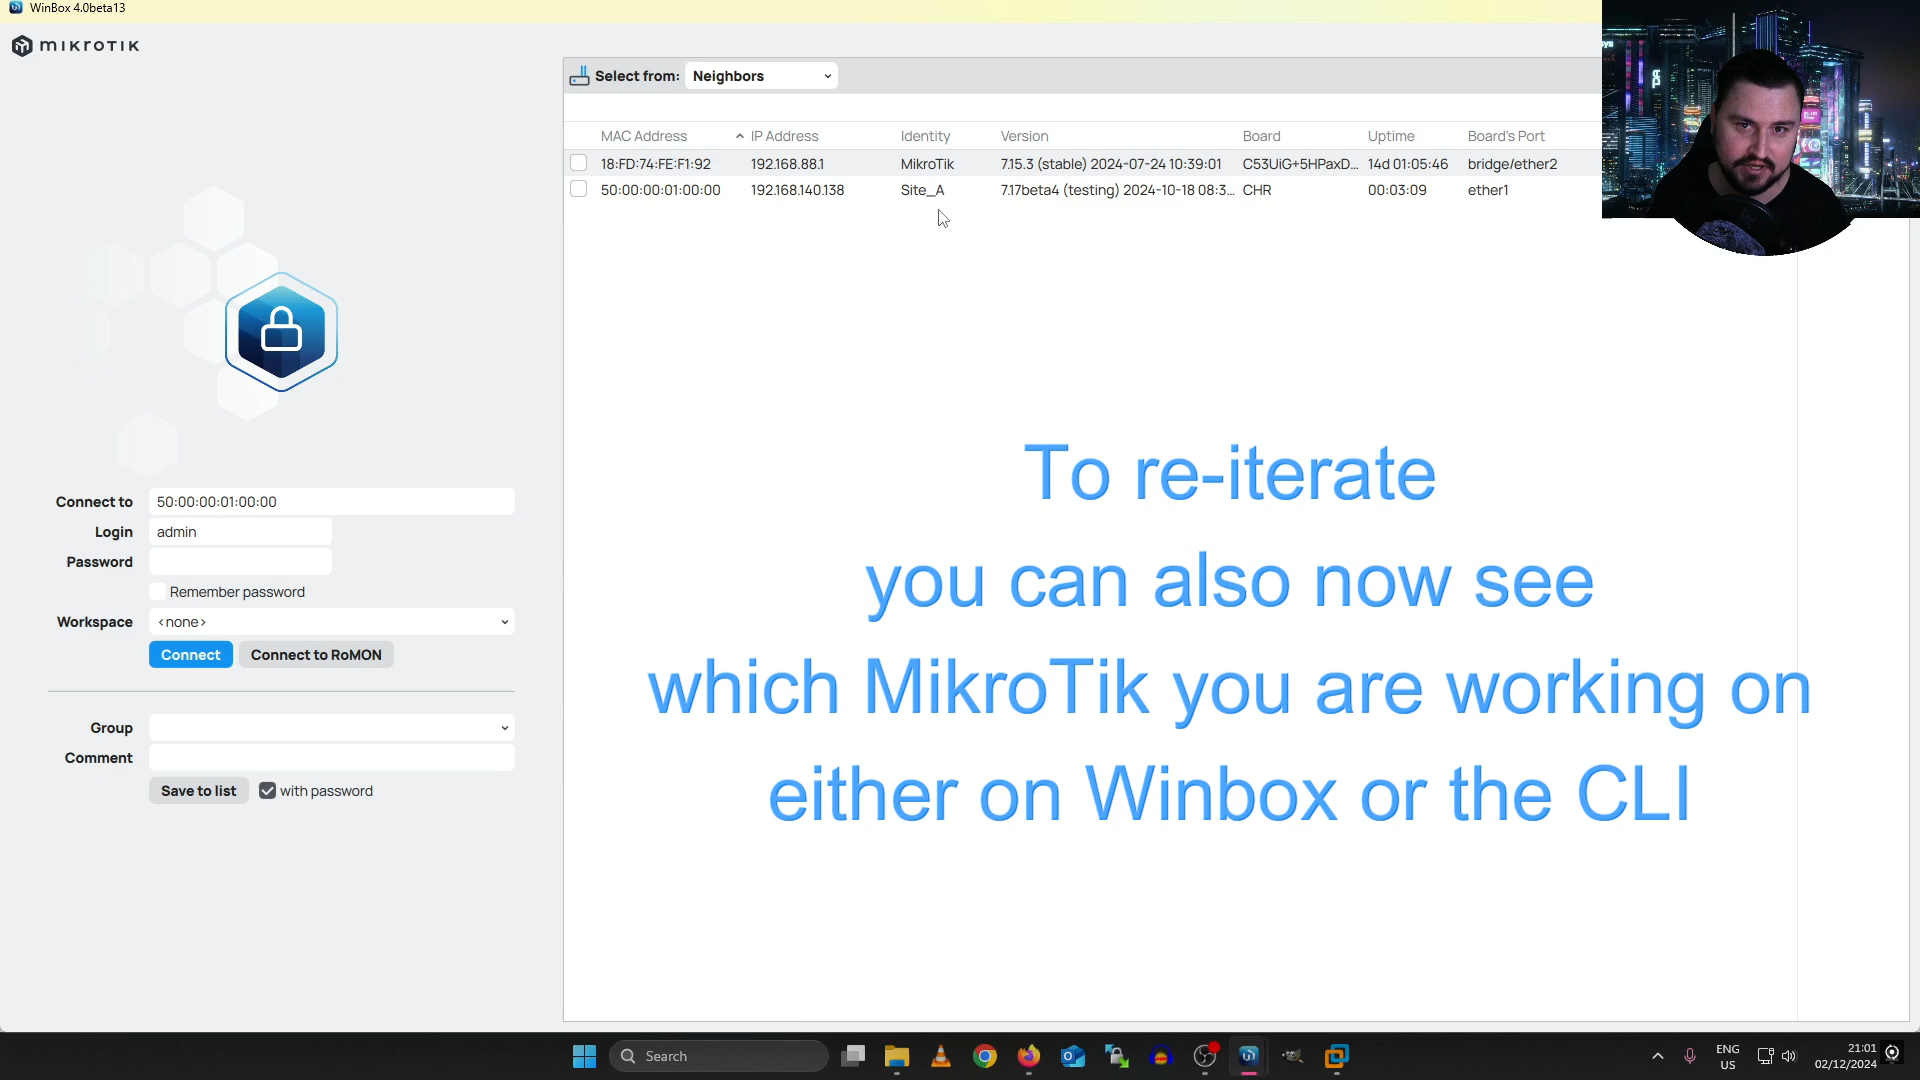 WinBox 4.0beta13
MIKROTIK
Select from: Neighbors
MAC Address IP Address Identity Version Board Uptime Board's Port
18:FD:74:FE:F1:92 192.168.88.1 MikroTik 7.15.3 (stable) 2024-07-24 10:39:01 C53UiG+5HPaxD... 14d 01:05:46 bridge/ether2
50:00:00:01:00:00 192.168.140.138 Site_A 7.17beta4 (testing) 2024-10-18 08:3... CHR 00:03:09 ether1
To re-iterate
you can also now see
which MikroTik you are working on
either on Winbox or the CLI
Connect to 50:00:00:01:00:00
Login admin
Password
Remember password
Workspace <none>
Connect Connect to RoMON
Group
Comment
Save to list with password
Search
ENG
US
21:01
02/12/2024